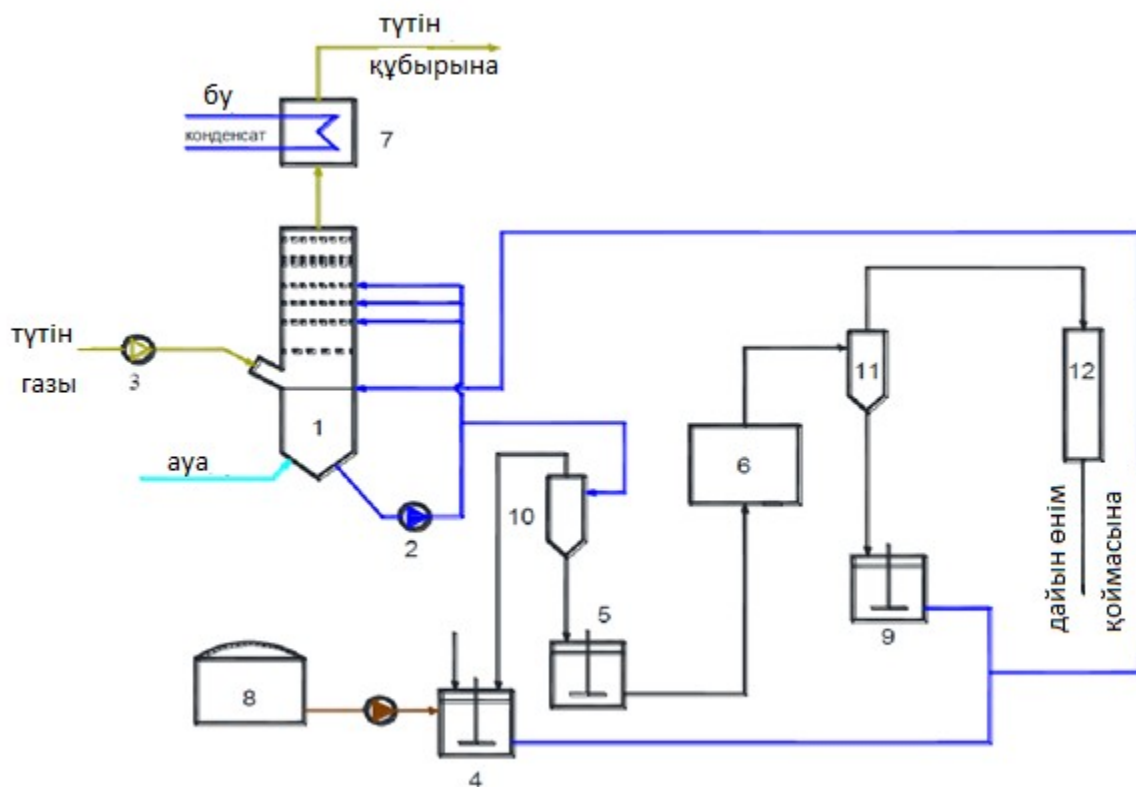 түтін
құбырына
бу
конденсат
7
түтін
газы
3
1
ауа
2
10
11
12
6
5
9
8
4
дайын өнім
қоймасына